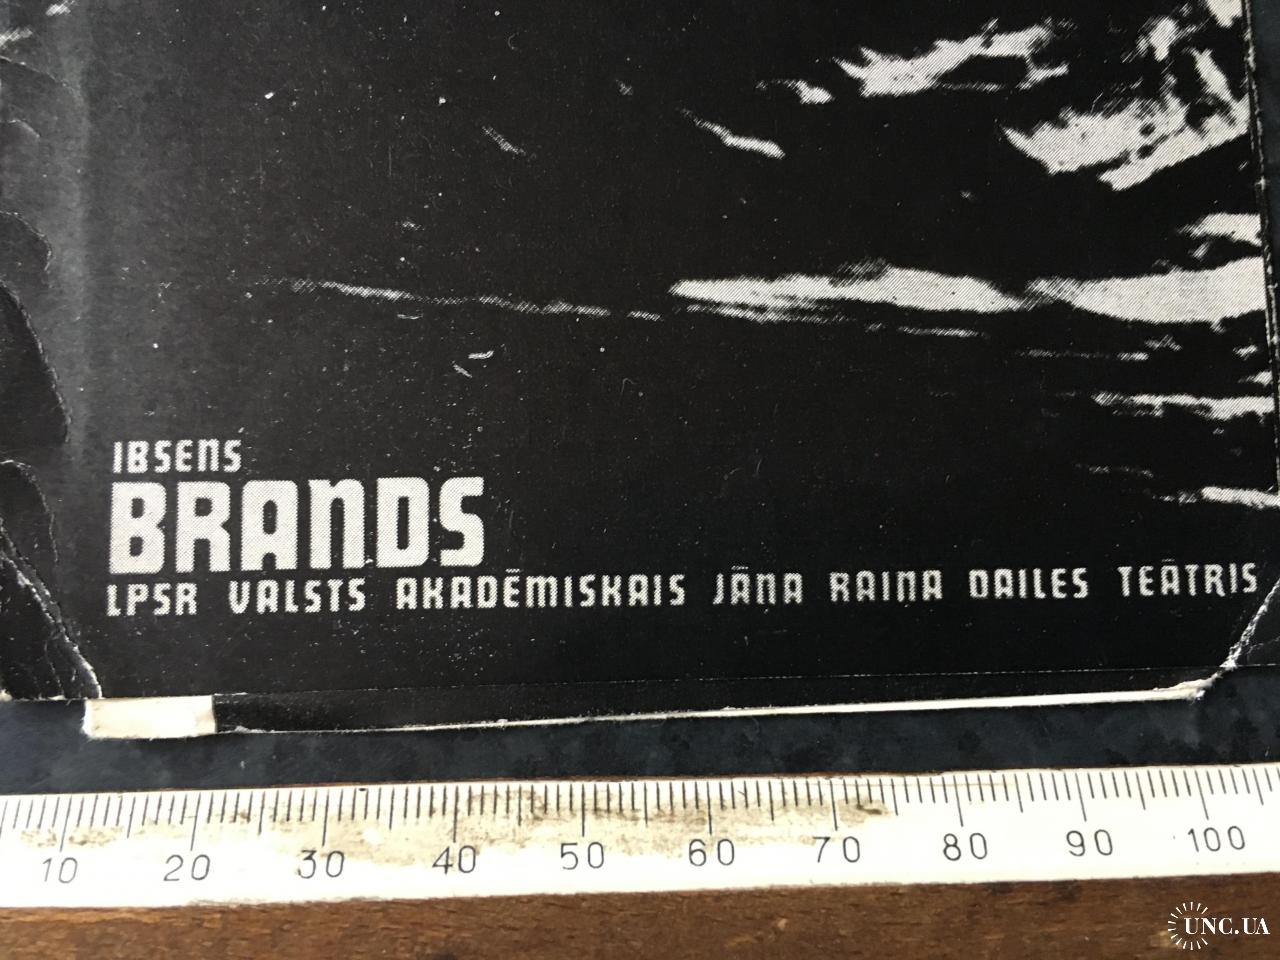 IBSENS
BRANDS
LPSR VALSTS AKADĒMISKAIS JĀŅA RAIŅA DAILES TEĀTRIS
10 20 30 40 50 60 70 80 90 100
UNC.UA